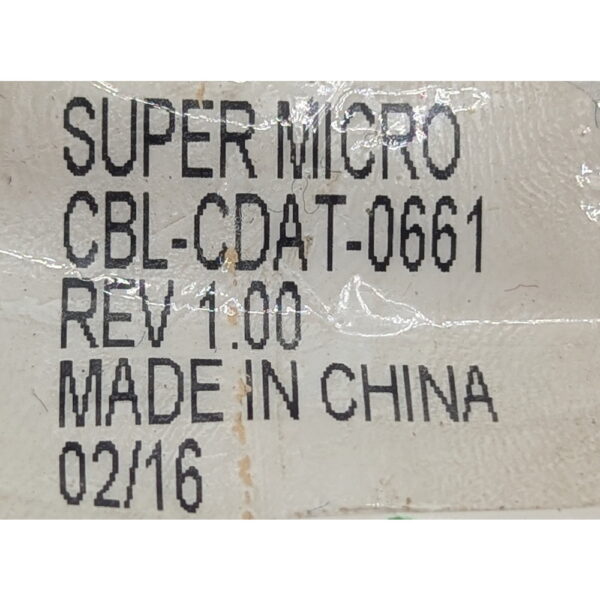 SUPER MICRO
CBL-CDAT-0661
REV 1.00
MADE IN CHINA
02/16